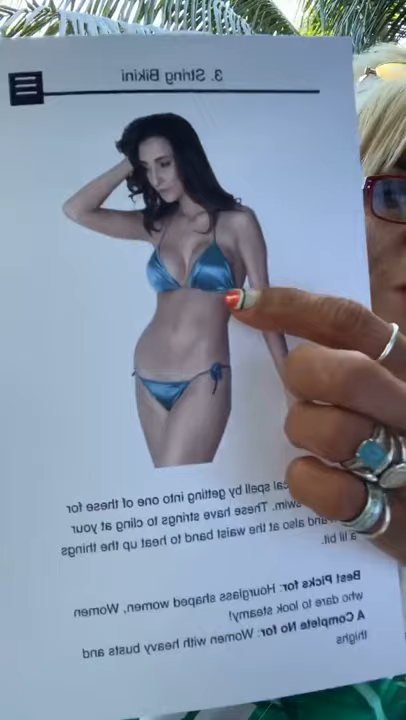 3. String Bikini
cal spell by getting into one of these for
swim. These have strings to cling at your
and also at the waist band to heat up the things
a lil bit.
Best Picks for: Hourglass shaped women, Women
who dare to look steamy!
A Complete No for: Women with heavy busts and
thighs